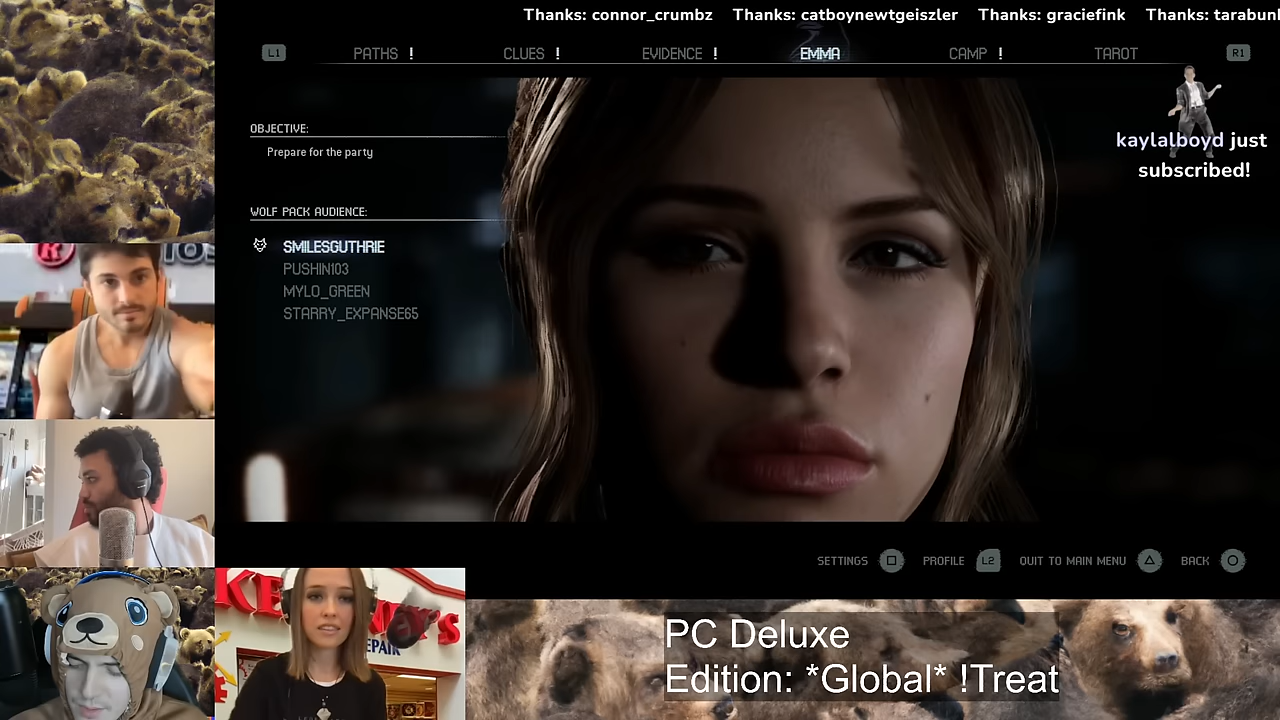 Thanks: connor_crumbz Thanks: catboynewtgeiszler Thanks: graciefink Thanks: tarabunl
L1 PATHS ! CLUES ! EVIDENCE ! EMMA CAMP ! TAROT R1
OBJECTIVE:
Prepare for the party
kaylalboyd just
subscribed!
WOLF PACK AUDIENCE:
SMILESGUTHRIE
PUSHIN103
MYLO_GREEN
STARRY_EXPANSE65
SETTINGS PROFILE L2 QUIT TO MAIN MENU BACK
PC Deluxe
Edition: *Global* !Treat